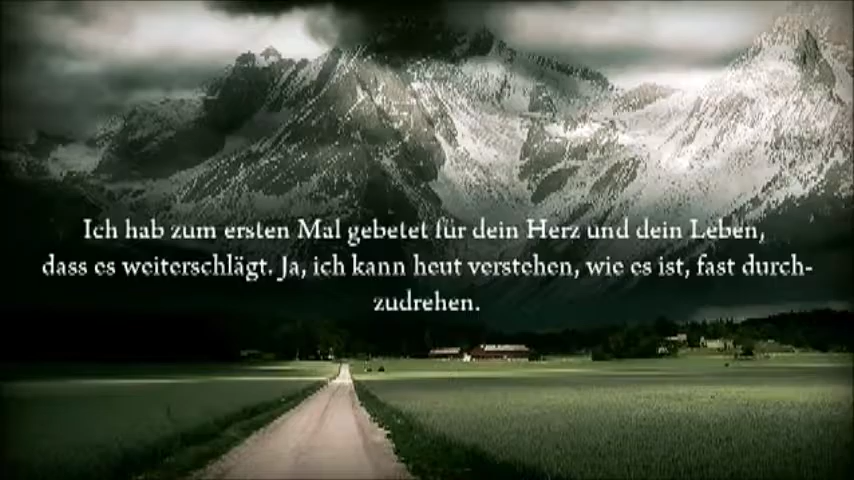 Ich hab zum ersten Mal gebetet für dein Herz und dein Leben,
dass es weiterschlägt. Ja, ich kann heut verstehen, wie es ist, fast durch-
zudrehen.